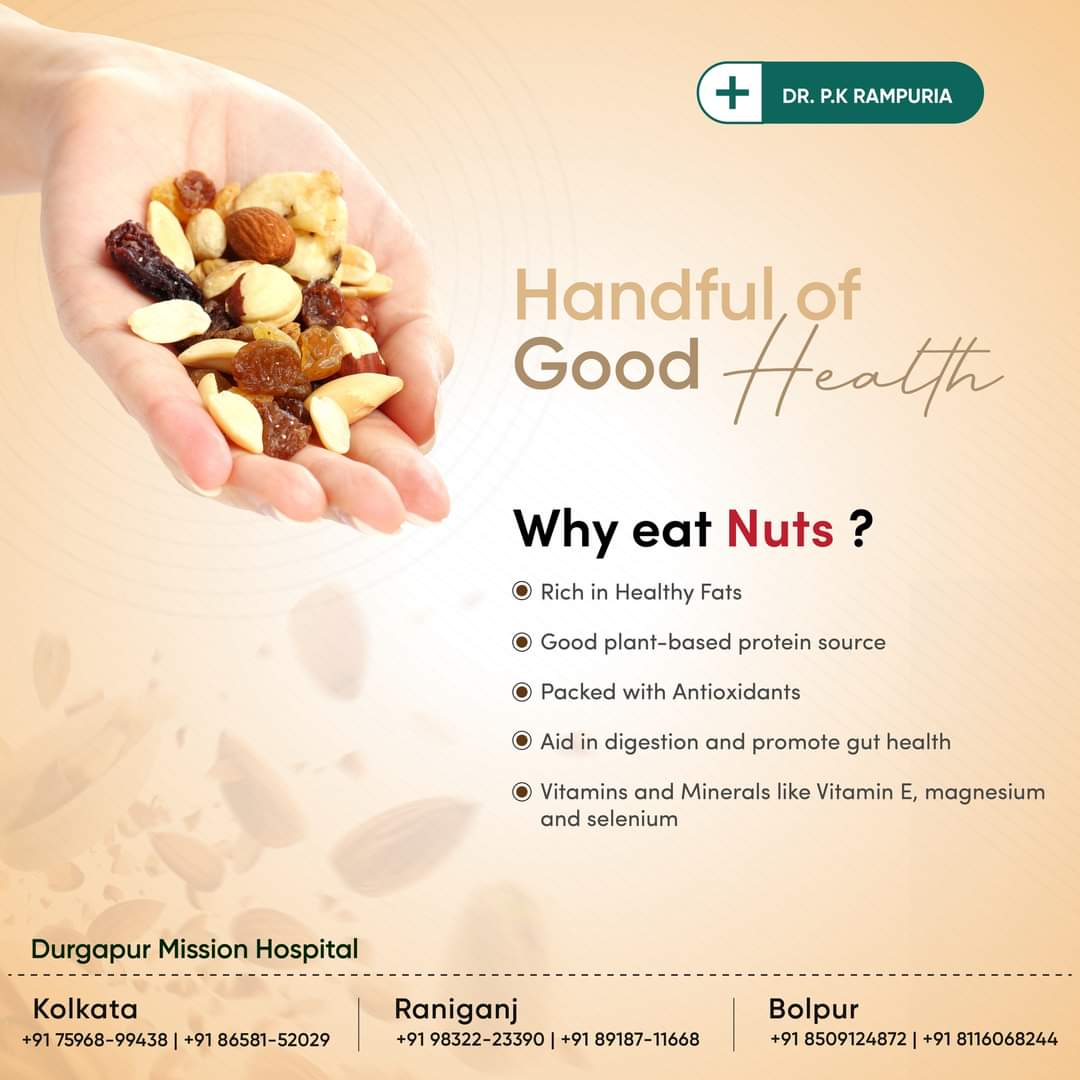 DR. P.K RAMPURIA
Handful of
Good Health
Why eat Nuts ?
Rich in Healthy Fats
Good plant-based protein source
Packed with Antioxidants
Aid in digestion and promote gut health
Vitamins and Minerals like Vitamin E, magnesium
and selenium
Durgapur Mission Hospital
Kolkata
+91 75968-99438 | +91 86581-52029
Raniganj
+91 98322-23390 | +91 89187-11668
Bolpur
+91 8509124872 | +91 8116068244